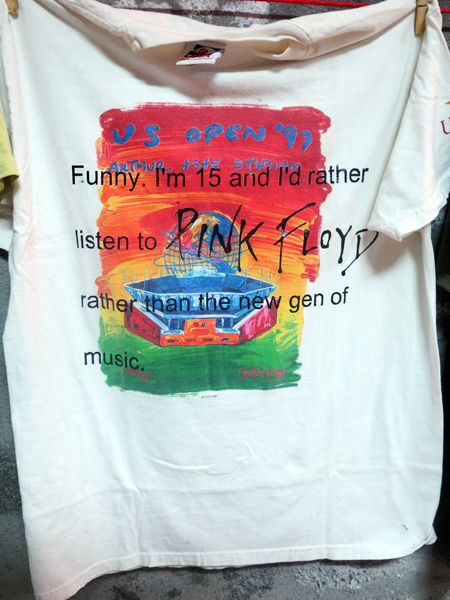 US OPEN '97
ARTHUR ASHE STADIUM
Funny. I'm 15 and I'd rather
listen to PINK FLOYD
rather than the new gen of
music.
U